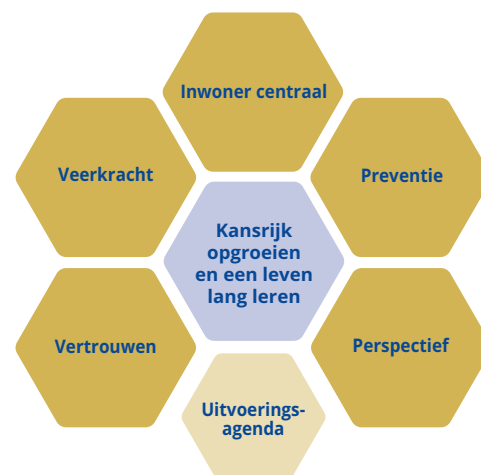 Inwoner centraal
Veerkracht
Preventie
Kansrijk
opgroeien
en een leven
lang leren
Vertrouwen
Perspectief
Uitvoerings-
agenda